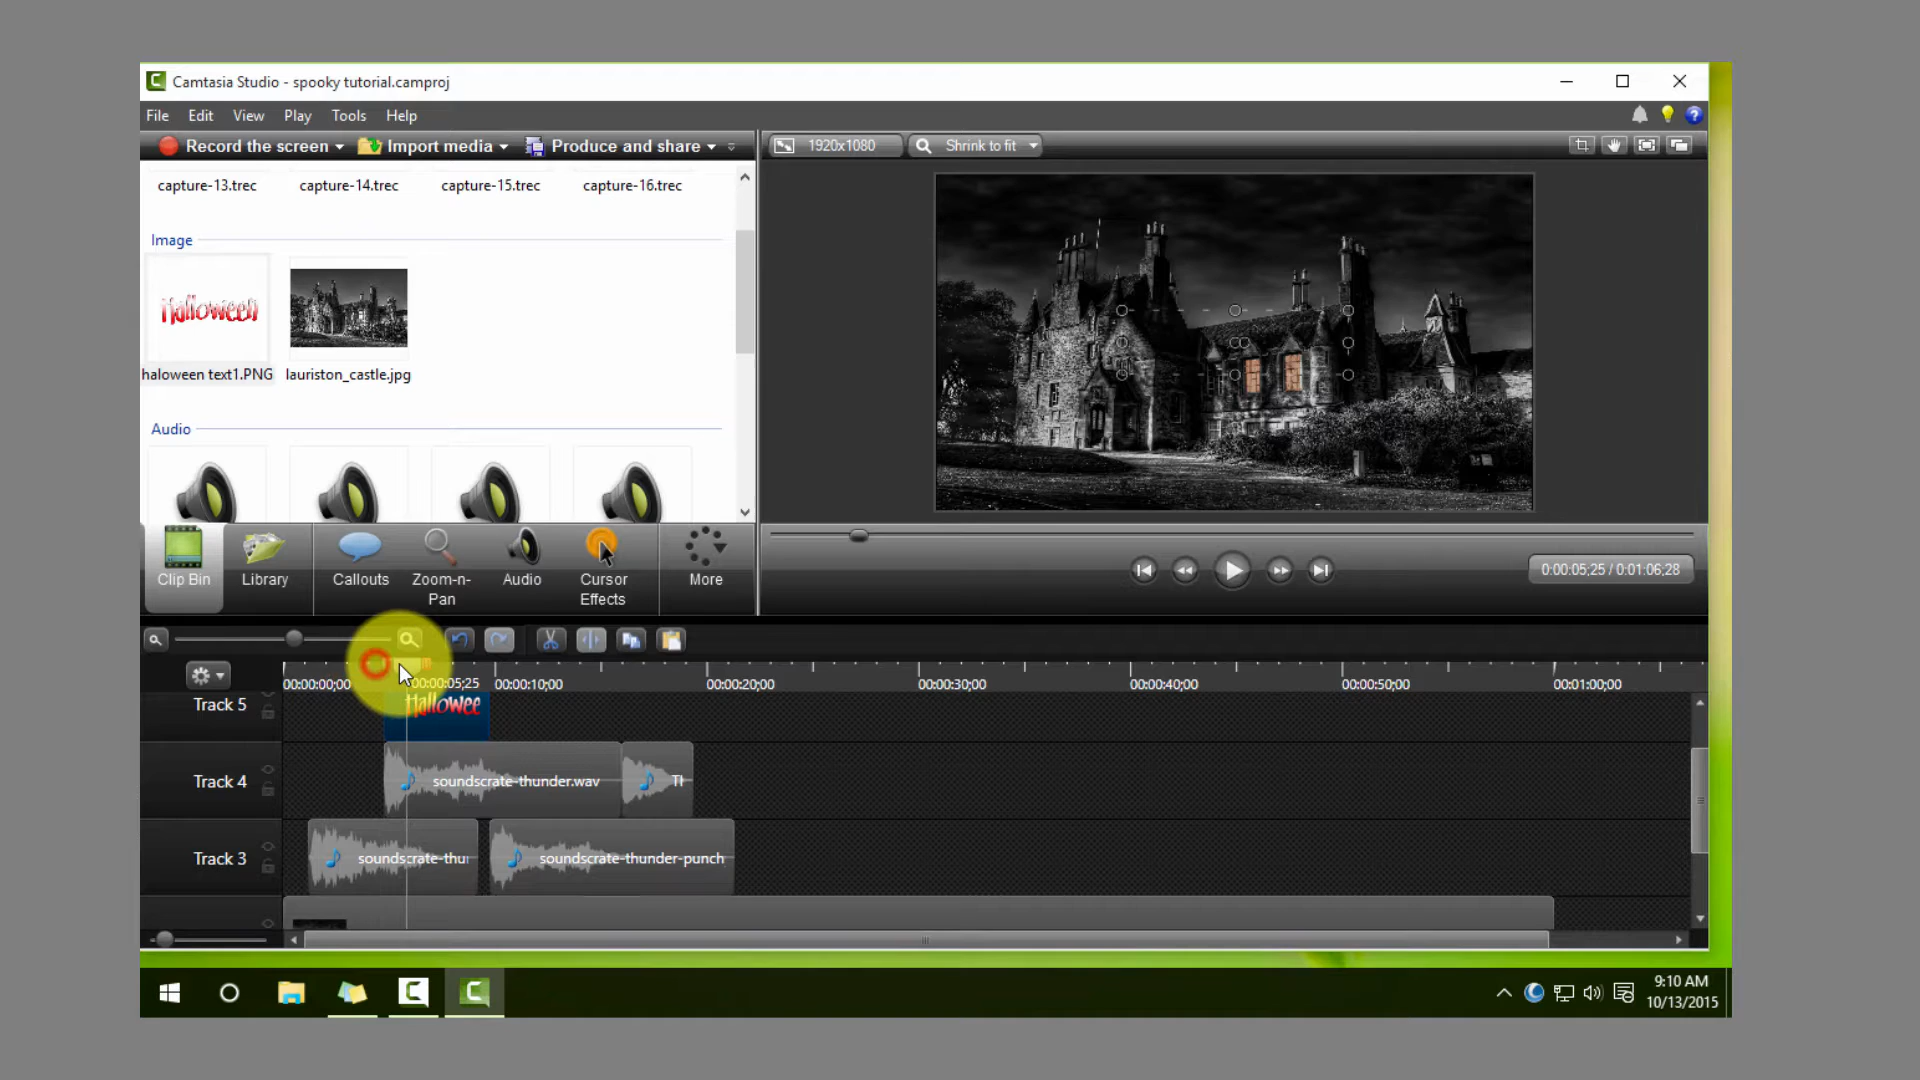 Camtasia Studio - spooky tutorial.camproj
File Edit View Play Tools Help
Record the screen Import media Produce and share
1920x1080 Shrink to fit
capture-13.trec capture-14.trec capture-15.trec capture-16.trec
Image
Halloween
haloween text1.PNG lauriston_castle.jpg
Audio
Clip Bin Library Callouts Zoom-n-Pan Audio Cursor Effects More
0:00:05;25 / 0:01:06;28
00:00:00;00 00:00:05;25 00:00:10;00 00:00:20;00 00:00:30;00 00:00:40;00 00:00:50;00 00:01:00;00
Track 5 Hallowee
Track 4 soundscrate-thunder.wav Tl
Track 3 soundscrate-thu soundscrate-thunder-punch
9:10 AM
10/13/2015